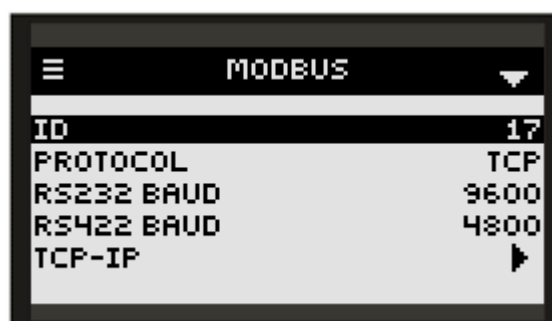 MODBUS
ID 17
PROTOCOL TCP
RS232 BAUD 9600
RS422 BAUD 4800
TCP-IP